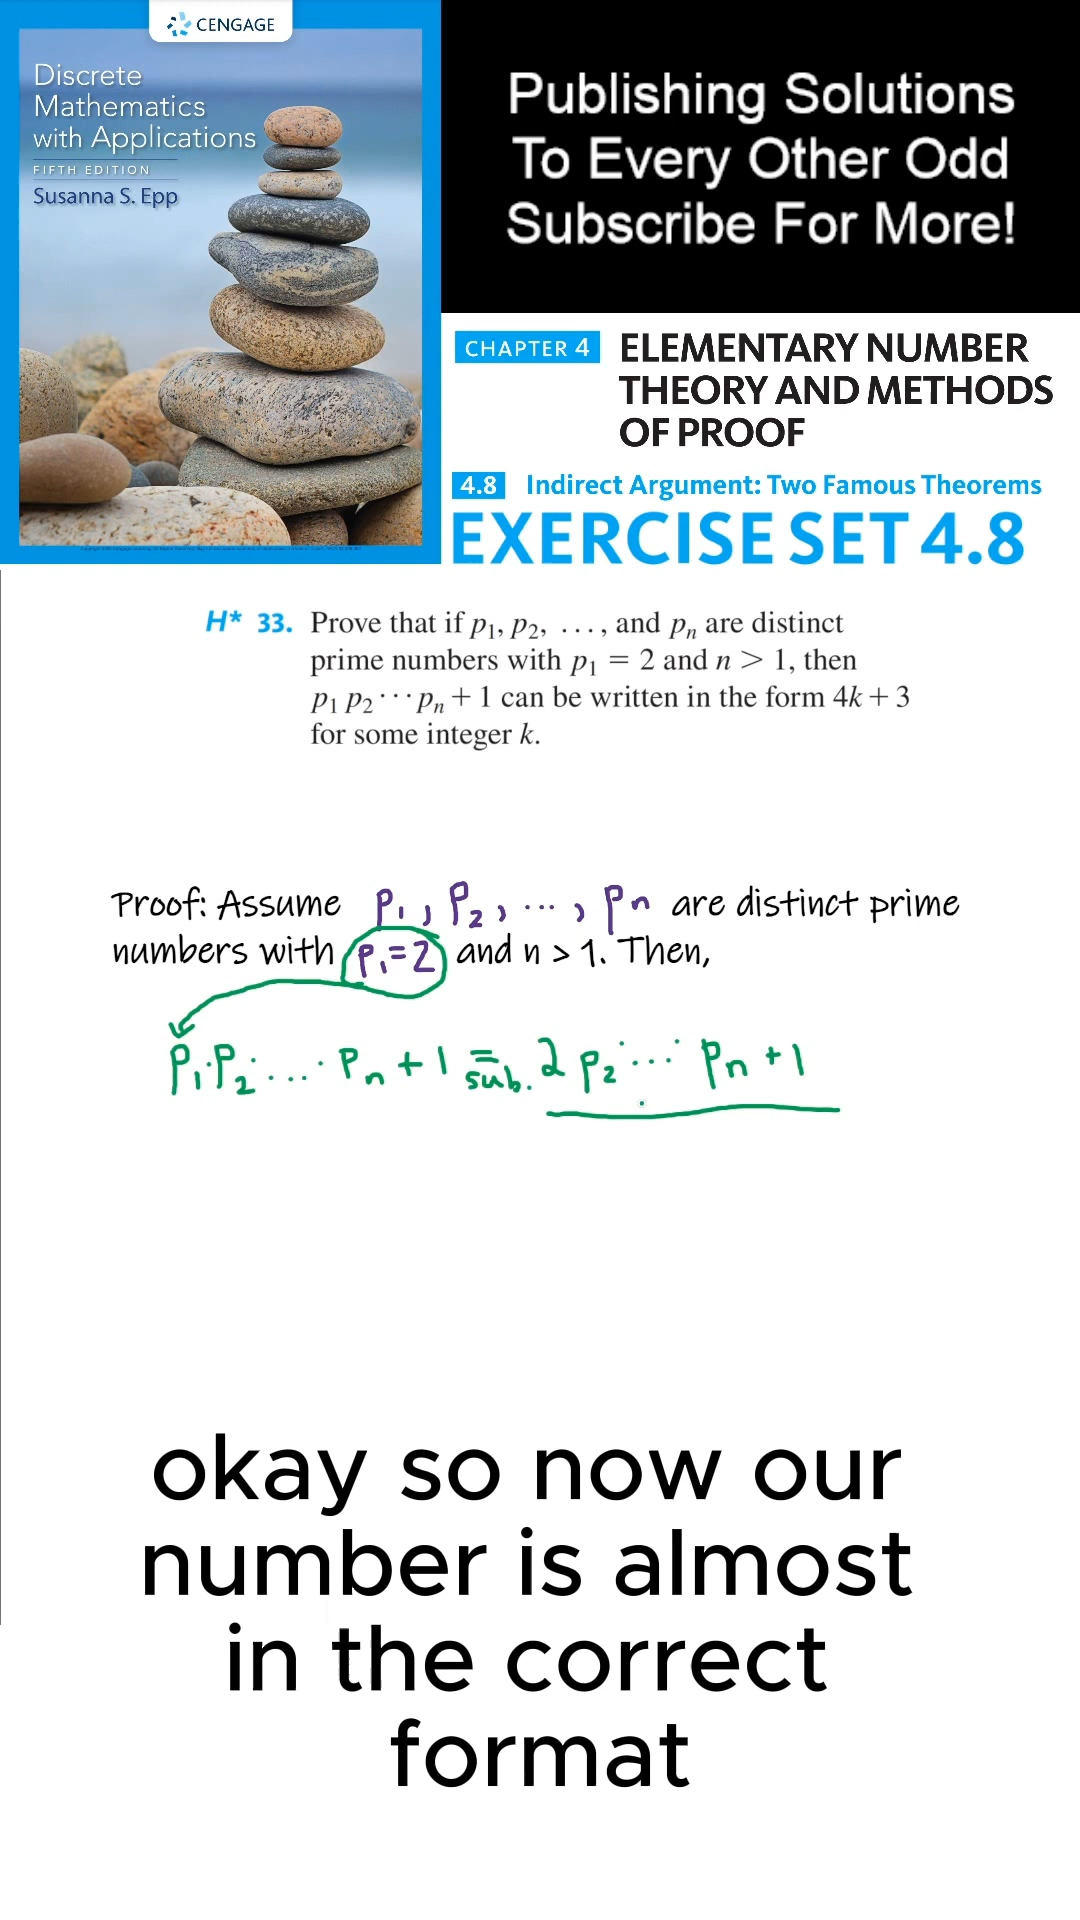 CENGAGE
Discrete
Mathematics
with Applications
FIFTH EDITION
Susanna S. Epp
Publishing Solutions
To Every Other Odd
Subscribe For More!
CHAPTER 4 ELEMENTARY NUMBER
THEORY AND METHODS
OF PROOF
4.8 Indirect Argument: Two Famous Theorems
EXERCISE SET 4.8
H* 33. Prove that if p₁, p₂, …, and pₙ are distinct
prime numbers with p₁ = 2 and n > 1, then
p₁ p₂ ⋯ pₙ + 1 can be written in the form 4k + 3
for some integer k.
Proof: Assume p₁, p₂, ⋯, pₙ are distinct prime
numbers with p₁=2 and n > 1. Then,
p₁·p₂·…·pₙ+1 = sub. 2 p₂·…·pₙ+1
okay so now our
number is almost
in the correct
format